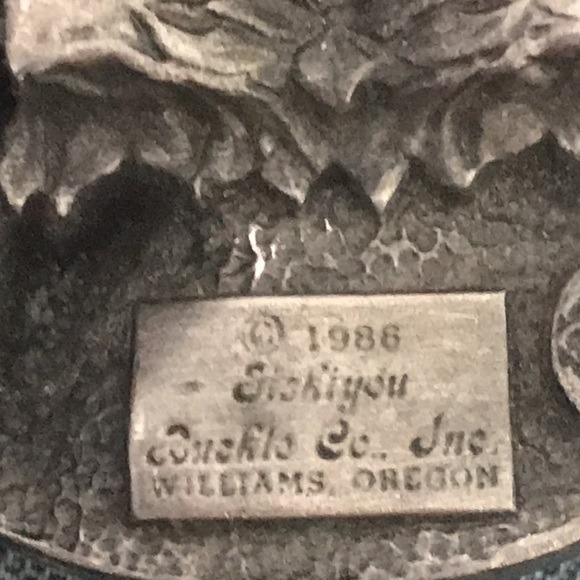 © 1986
Siskiyou
Buckle Co., Inc.
WILLIAMS, OREGON